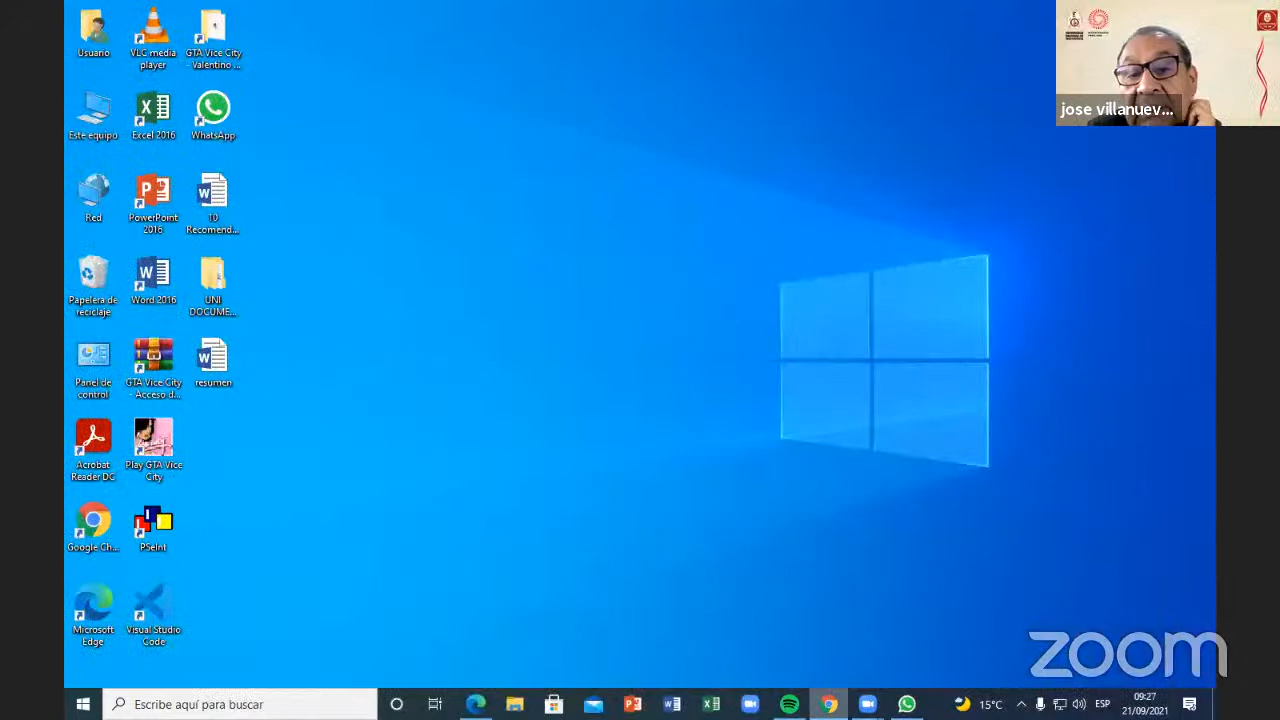 Usuario
VLC media
player
GTA Vice City
- Valentino ...
Este equipo
Excel 2016
WhatsApp
Red
PowerPoint
2016
10
Recomend...
Papelera de
reciclaje
Word 2016
UNI
DOCUME...
Panel de
control
GTA Vice City
- Acceso d...
resumen
Acrobat
Reader DC
Play GTA Vice
City
Google Ch...
PSeInt
Microsoft
Edge
Visual Studio
Code
jose villanuev...
zoom
Escribe aquí para buscar
15°C
ESP
09:27
21/09/2021